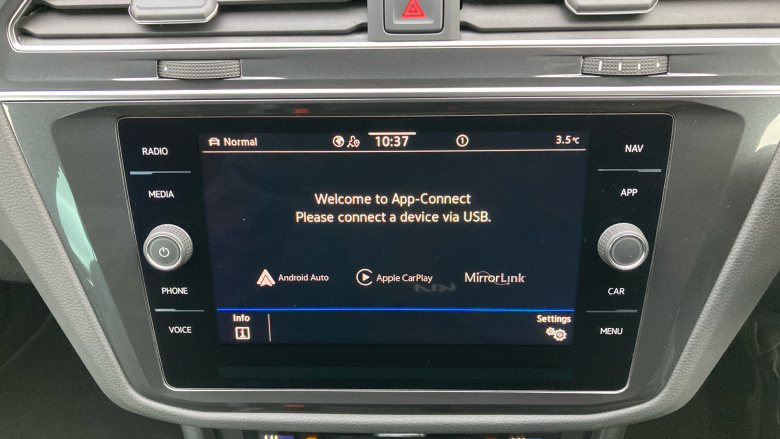 Normal
10:37
1
3.5°C
RADIO
NAV
MEDIA
APP
Welcome to App-Connect
Please connect a device via USB.
Android Auto
Apple CarPlay
MirrorLink
PHONE
CAR
VOICE
MENU
Info
Settings